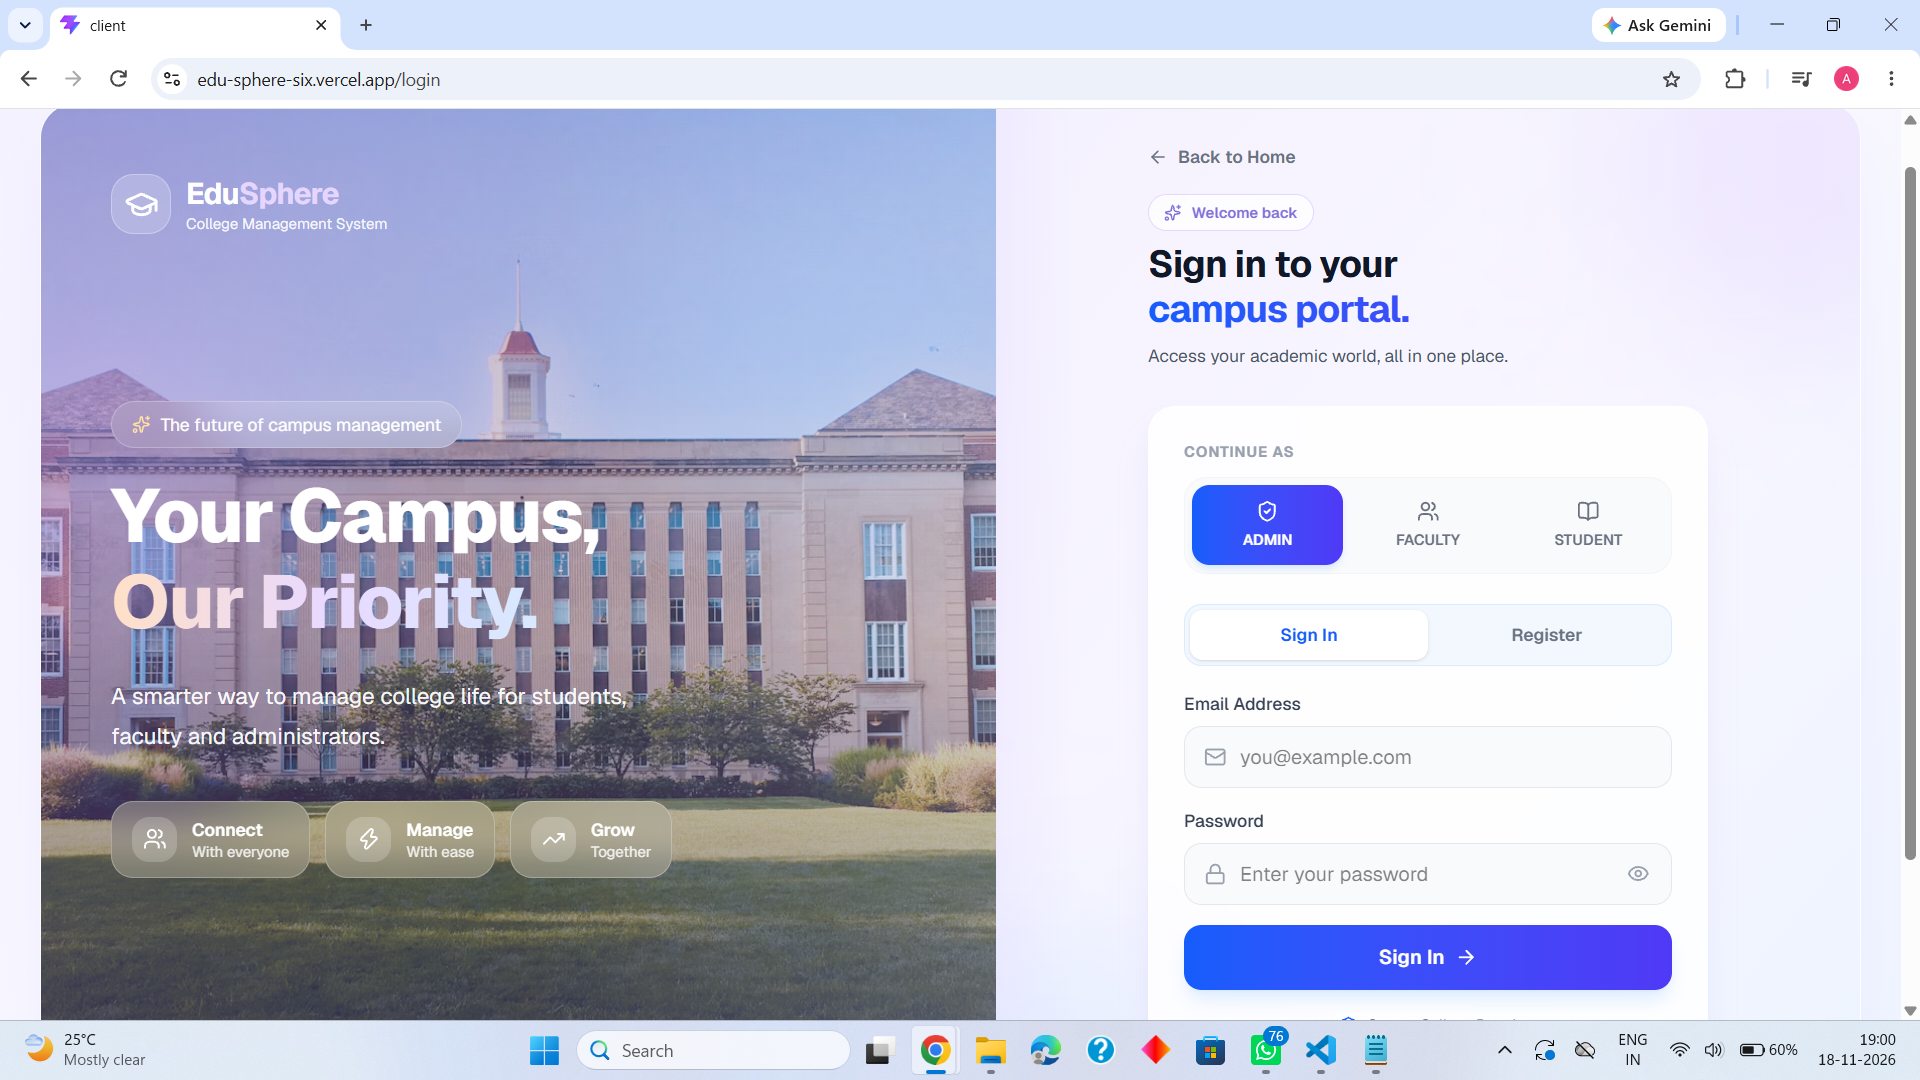 client
Ask Gemini
edu-sphere-six.vercel.app/login
A
EduSphere
College Management System
The future of campus management
Your Campus,
Our Priority.
A smarter way to manage college life for students,
faculty and administrators.
Connect
With everyone
Manage
With ease
Grow
Together
Back to Home
Welcome back
Sign in to your
campus portal.
Access your academic world, all in one place.
CONTINUE AS
ADMIN
FACULTY
STUDENT
Sign In
Register
Email Address
you@example.com
Password
Enter your password
Sign In
25°C
Mostly clear
Search
76
ENG
IN
60%
19:00
18-11-2026